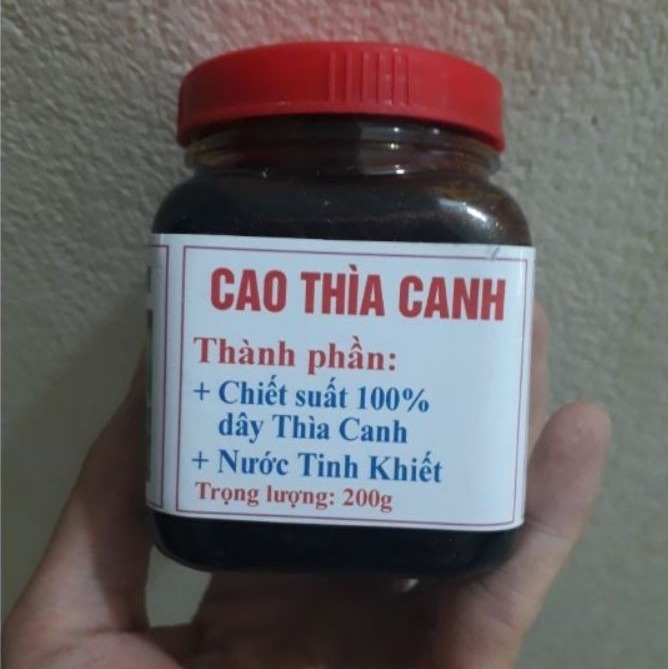 CAO THÌA CANH
Thành phần:
+ Chiết suất 100%
dây Thìa Canh
+ Nước Tinh Khiết
Trọng lượng: 200g